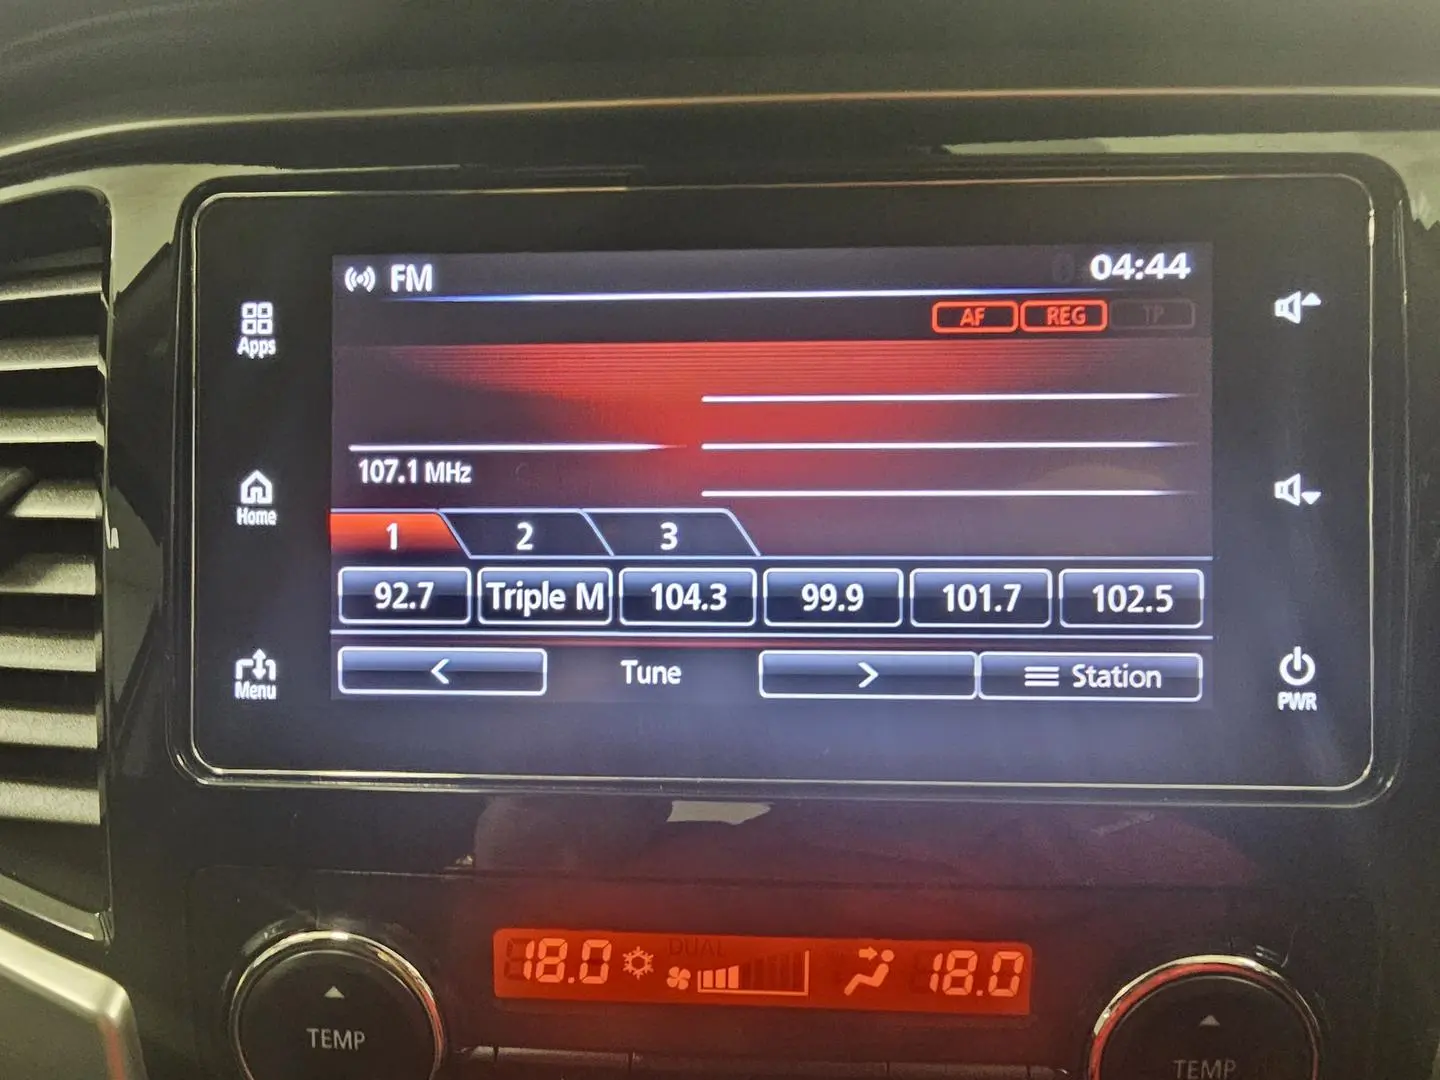 FM
04:44
AF REG TP
Apps
107.1 MHz
Home
1 2 3
92.7 Triple M 104.3 99.9 101.7 102.5
< Tune > Station
Menu
PWR
DUAL
18.0 18.0
TEMP
TEMP